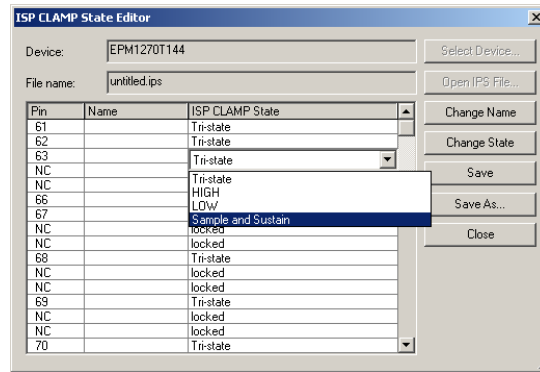 ISP CLAMP State Editor
Device: EPM1270T144 Select Device...
File name: untitled.ips Open IPS File...
Pin Name ISP CLAMP State Change Name
61 Tri-state
62 Tri-state Change State
63 Tri-state
NC Tri-state Save
NC HIGH
66 LOW Save As...
67 Sample and Sustain
NC locked Close
NC locked
68 Tri-state
NC locked
NC locked
69 Tri-state
NC locked
NC locked
70 Tri-state